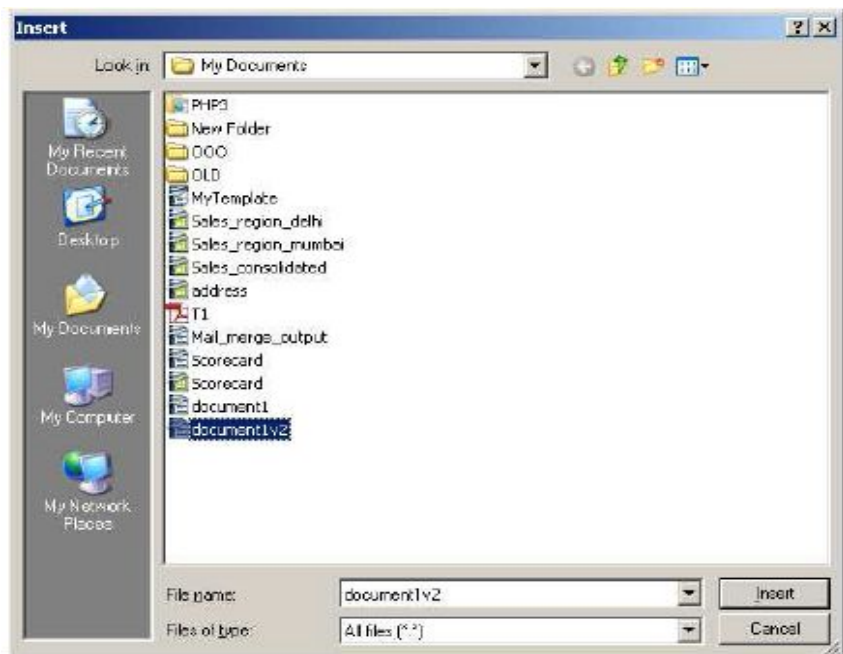 Insert
Look in:
My Documents
My Recent
Documents
Desktop
My Documents
My Computer
My Network
Places
PHP3
New Folder
OOO
OLD
MyTemplate
Sales_region_delhi
Sales_region_mumbai
Sales_consolidated
address
T1
Mail_merge_output
Scorecard
Scorecard
document1
document1v2
File name: document1v2 Insert
Files of type: All files (*.*) Cancel